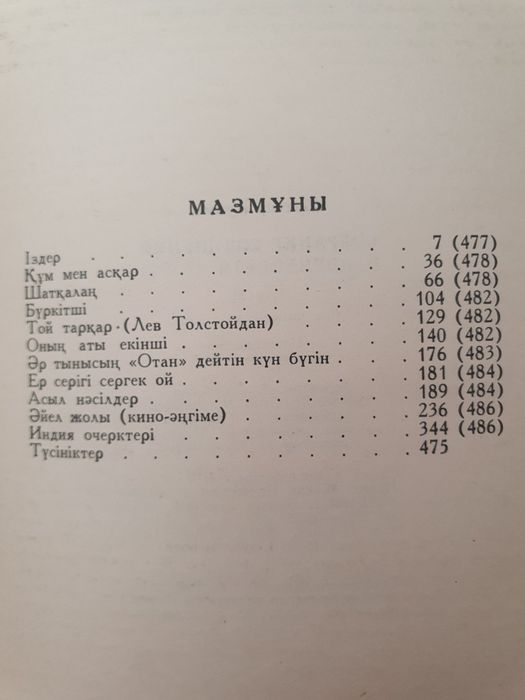 МАЗМҰНЫ
Іздер . . . . . . . . . . 7 (477)
Құм мен асқар . . . . . . . . . 36 (478)
Шатқалаң . . . . . . . . . . 66 (478)
Бүркітші . . . . . . . . . . 104 (482)
Той тарқар (Лев Толстойдан) . . . . . 129 (482)
Оның аты екінші . . . . . . . . 140 (482)
Әр тынысың «Отан» дейтін күн бүгін . . . . 176 (483)
Ер серігі сергек ой . . . . . . . . 181 (484)
Асыл нәсілдер . . . . . . . . . 189 (484)
Әйел жолы (кино-әңгіме) . . . . . . 236 (486)
Индия очерктері . . . . . . . . 344 (486)
Түсініктер . . . . . . . . . . 475